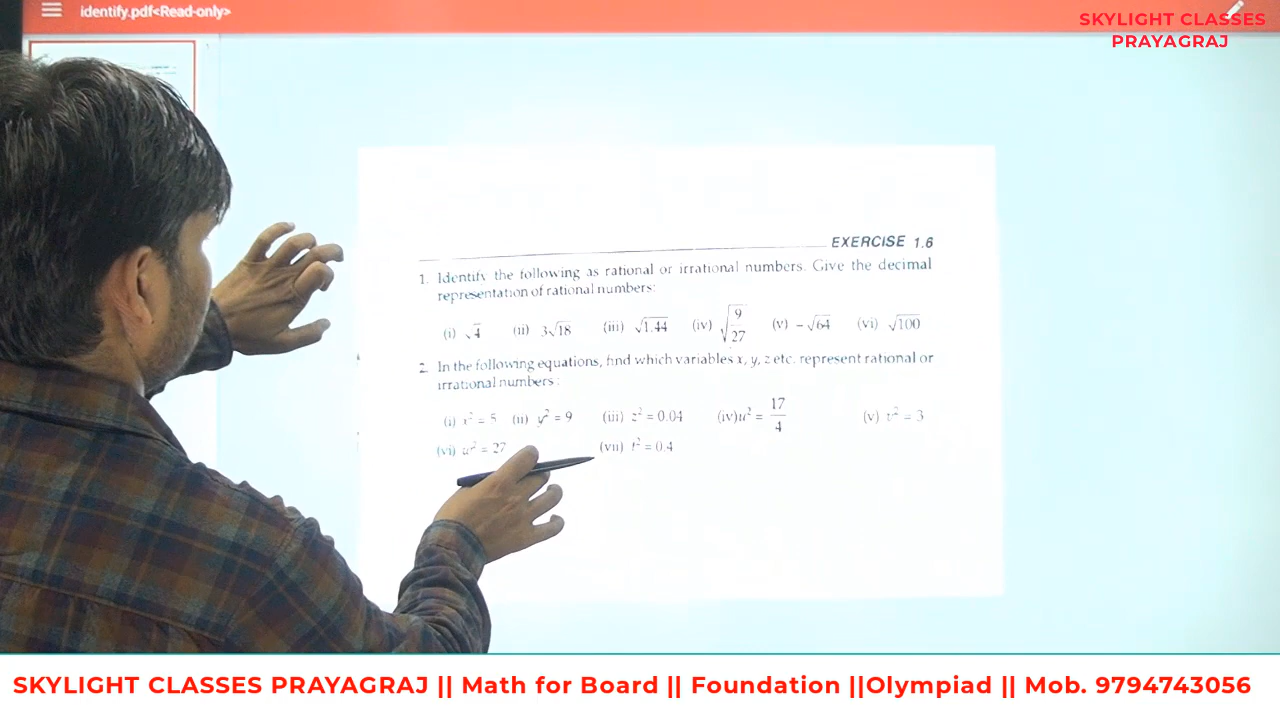 identify.pdf<Read-only>
SKYLIGHT CLASSES
PRAYAGRAJ
EXERCISE 1.6
1. Identify the following as rational or irrational numbers. Give the decimal
representation of rational numbers:
(i) √4 (ii) 3√18 (iii) √1.44 (iv) √(9/27) (v) −√64 (vi) √100
2. In the following equations, find which variables x, y, z etc. represent rational or
irrational numbers:
(i) x² = 5 (ii) y² = 9 (iii) z² = 0.04 (iv) u² = 17/4 (v) v² = 3
(vi) w² = 27 (vii) t² = 0.4
SKYLIGHT CLASSES PRAYAGRAJ || Math for Board || Foundation ||Olympiad || Mob. 9794743056